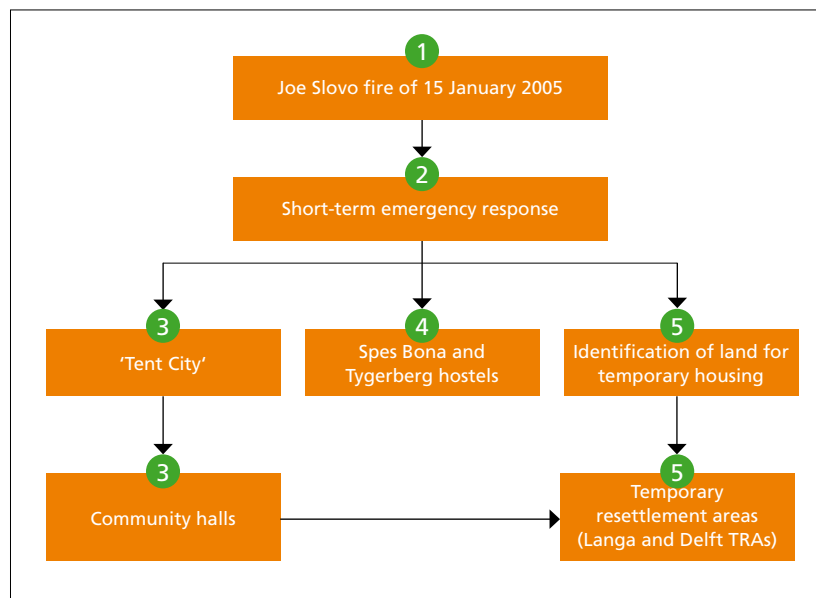 1
Joe Slovo fire of 15 January 2005
2
Short-term emergency response
3
‘Tent City‘
4
Spes Bona and
Tygerberg hostels
5
Identification of land for
temporary housing
3
Community halls
5
Temporary
resettlement areas
(Langa and Delft TRAs)